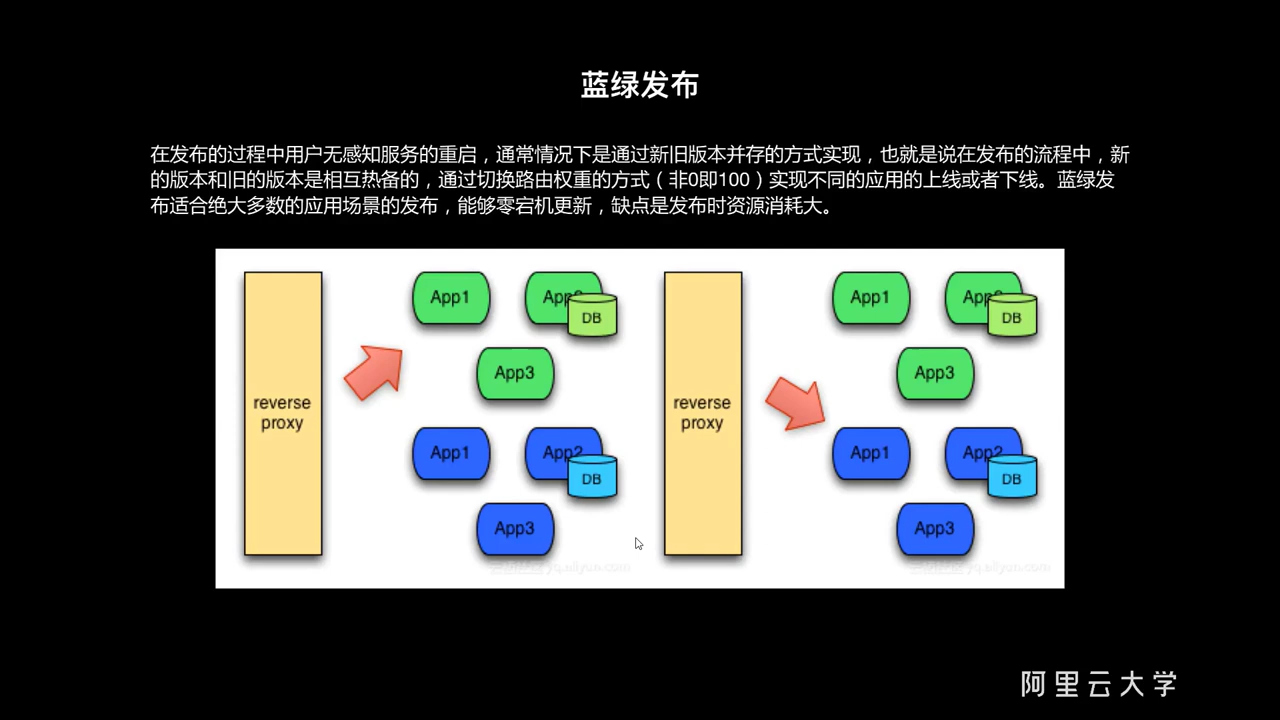 蓝绿发布
在发布的过程中用户无感知服务的重启，通常情况下是通过新旧版本并存的方式实现，也就是说在发布的流程中，新
的版本和旧的版本是相互热备的，通过切换路由权重的方式（非0即100）实现不同的应用的上线或者下线。蓝绿发
布适合绝大多数的应用场景的发布，能够零宕机更新，缺点是发布时资源消耗大。
reverse
proxy
App1
App2
DB
App3
App1
App2
DB
App3
reverse
proxy
App1
App2
DB
App3
App1
App2
DB
App3
yq.aliyun.com
yq.aliyun.com
阿里云大学